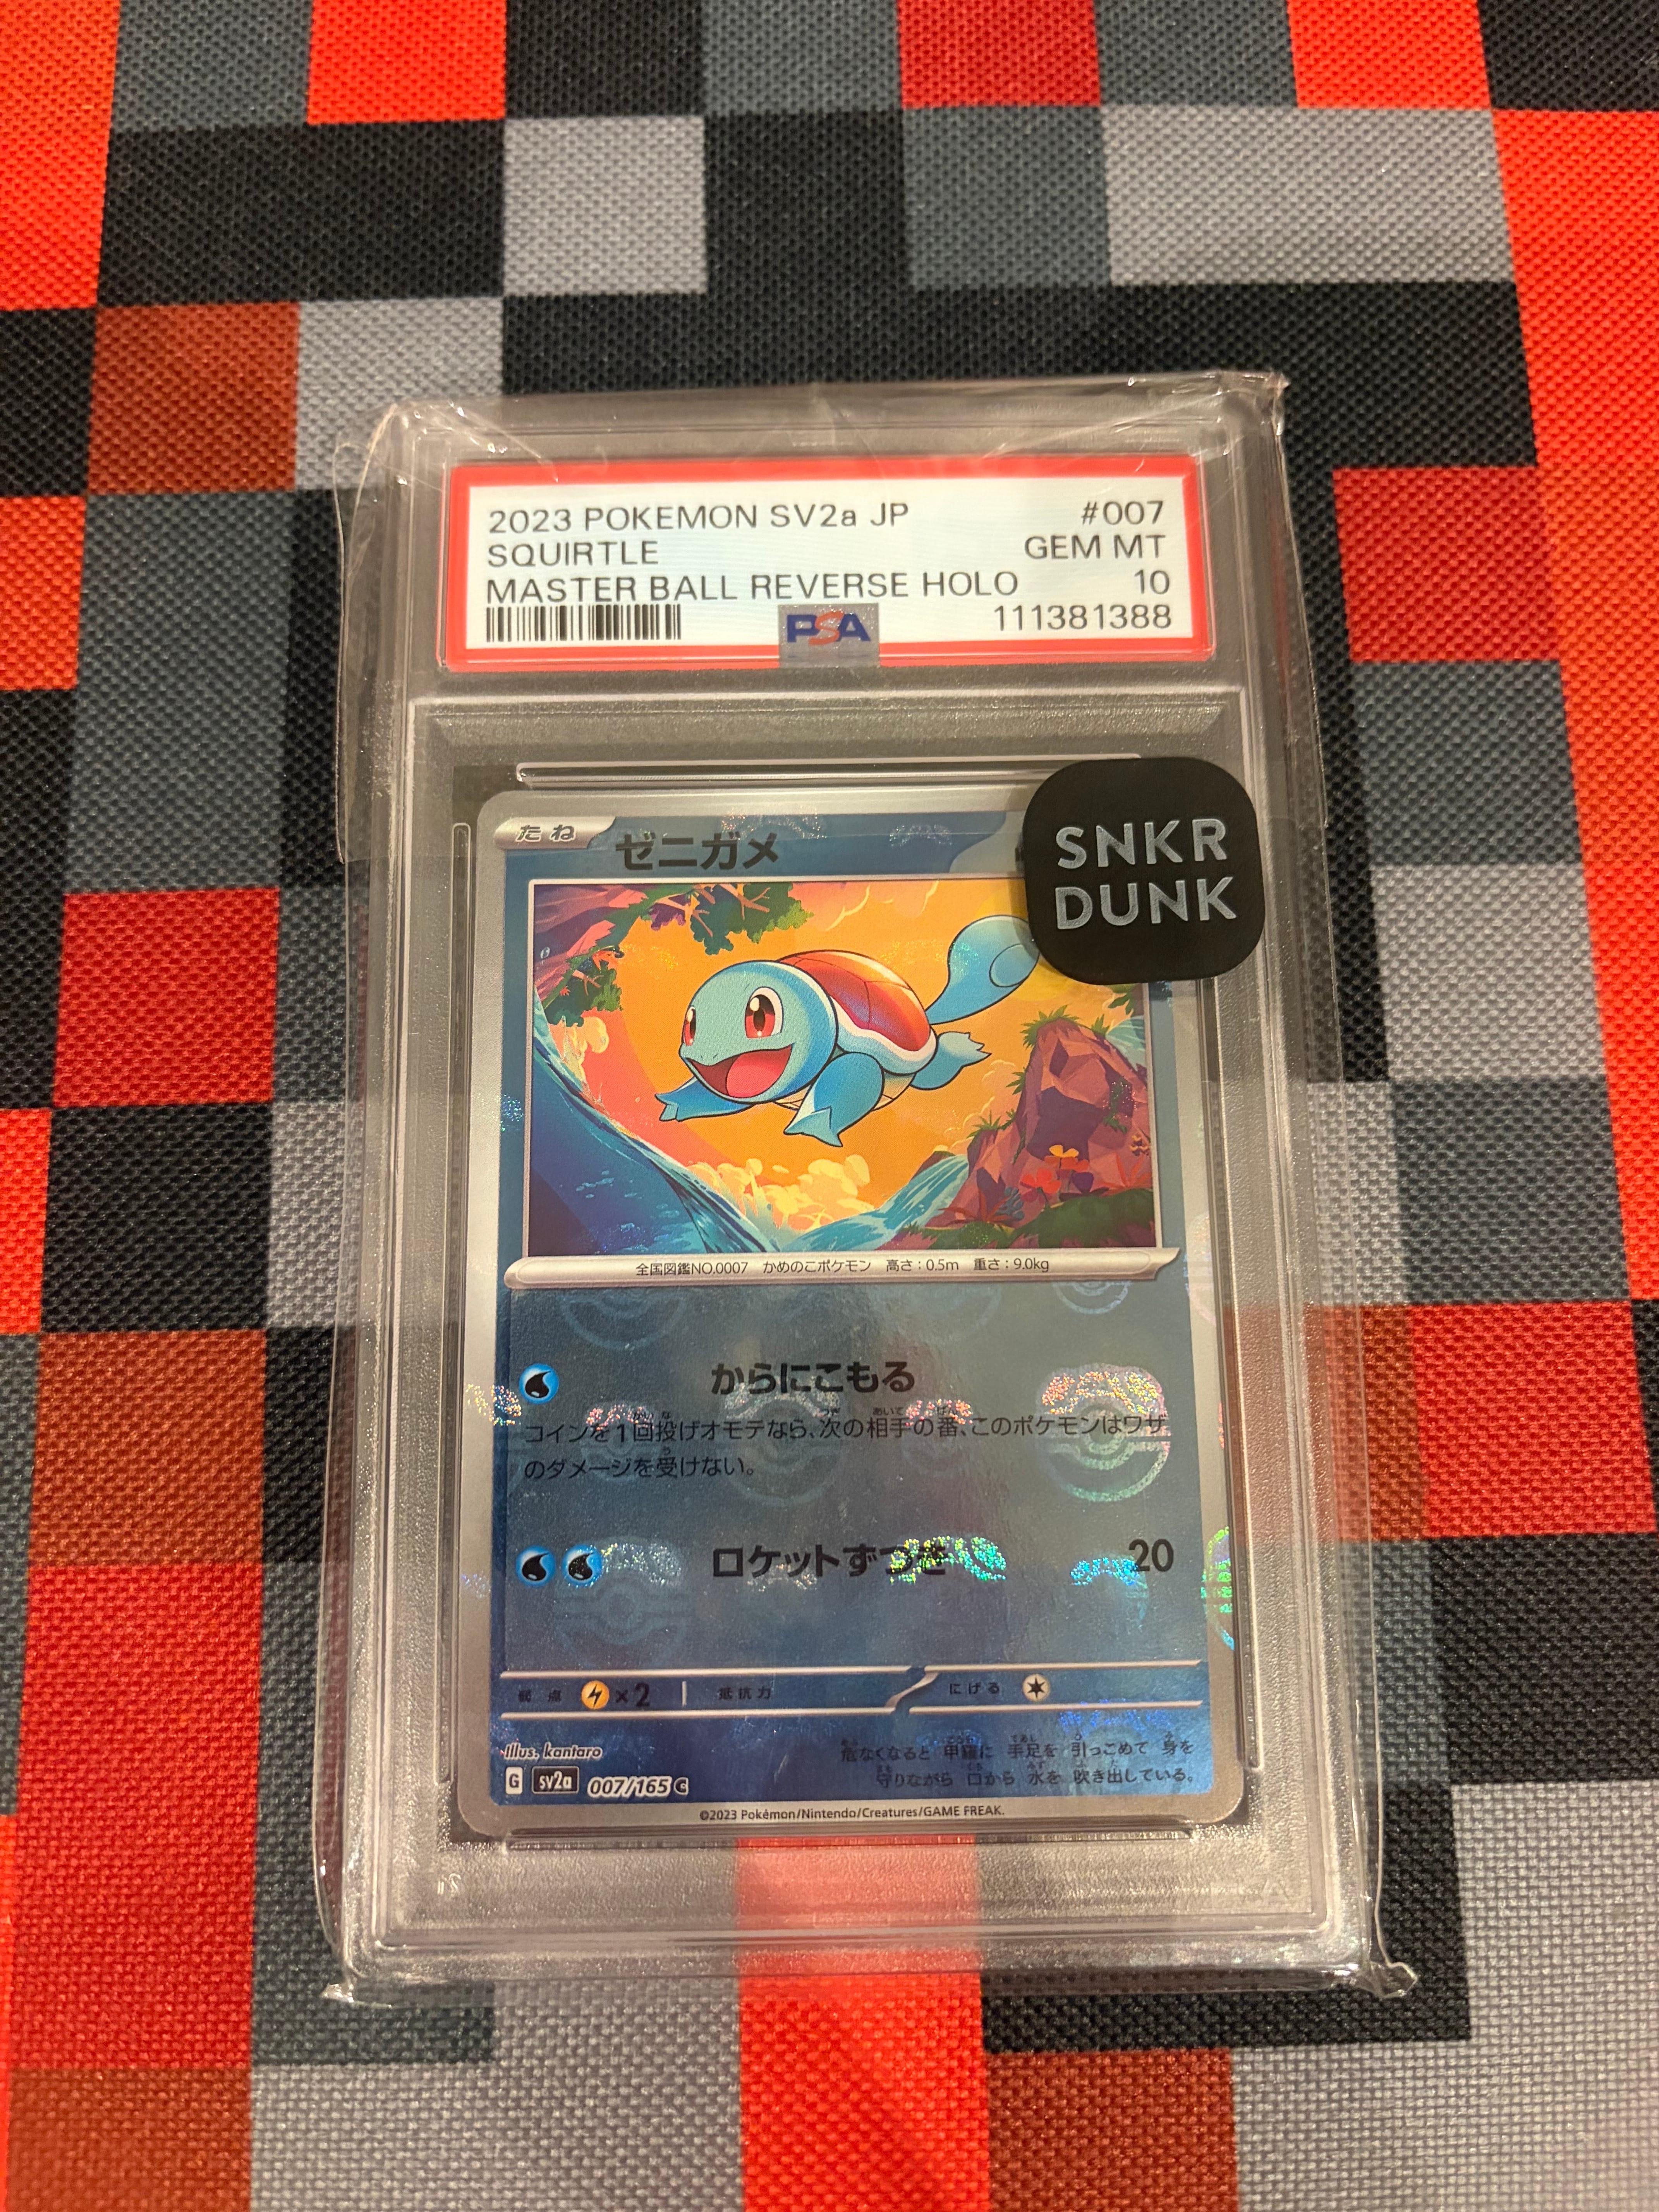 2023 POKEMON SV2a JP #007
SQUIRTLE GEM MT
MASTER BALL REVERSE HOLO 10
PSA 111381388
SNKR
DUNK
たね ゼニガメ
全国図鑑NO.0007 かめのこポケモン 高さ:0.5m 重さ:9.0kg
からにこもる
コインを1回投げオモテなら、次の相手の番、このポケモンはワザ
のダメージを受けない。
ロケットずつき 20
弱点 ×2 抵抗力 にげる
Illus. kantaro
危なくなると 甲羅に 手足を 引っこめて 身を
守りながら 口から 水を 吹き出している。
G sv2a 007/165 C
©2023 Pokémon/Nintendo/Creatures/GAME FREAK.